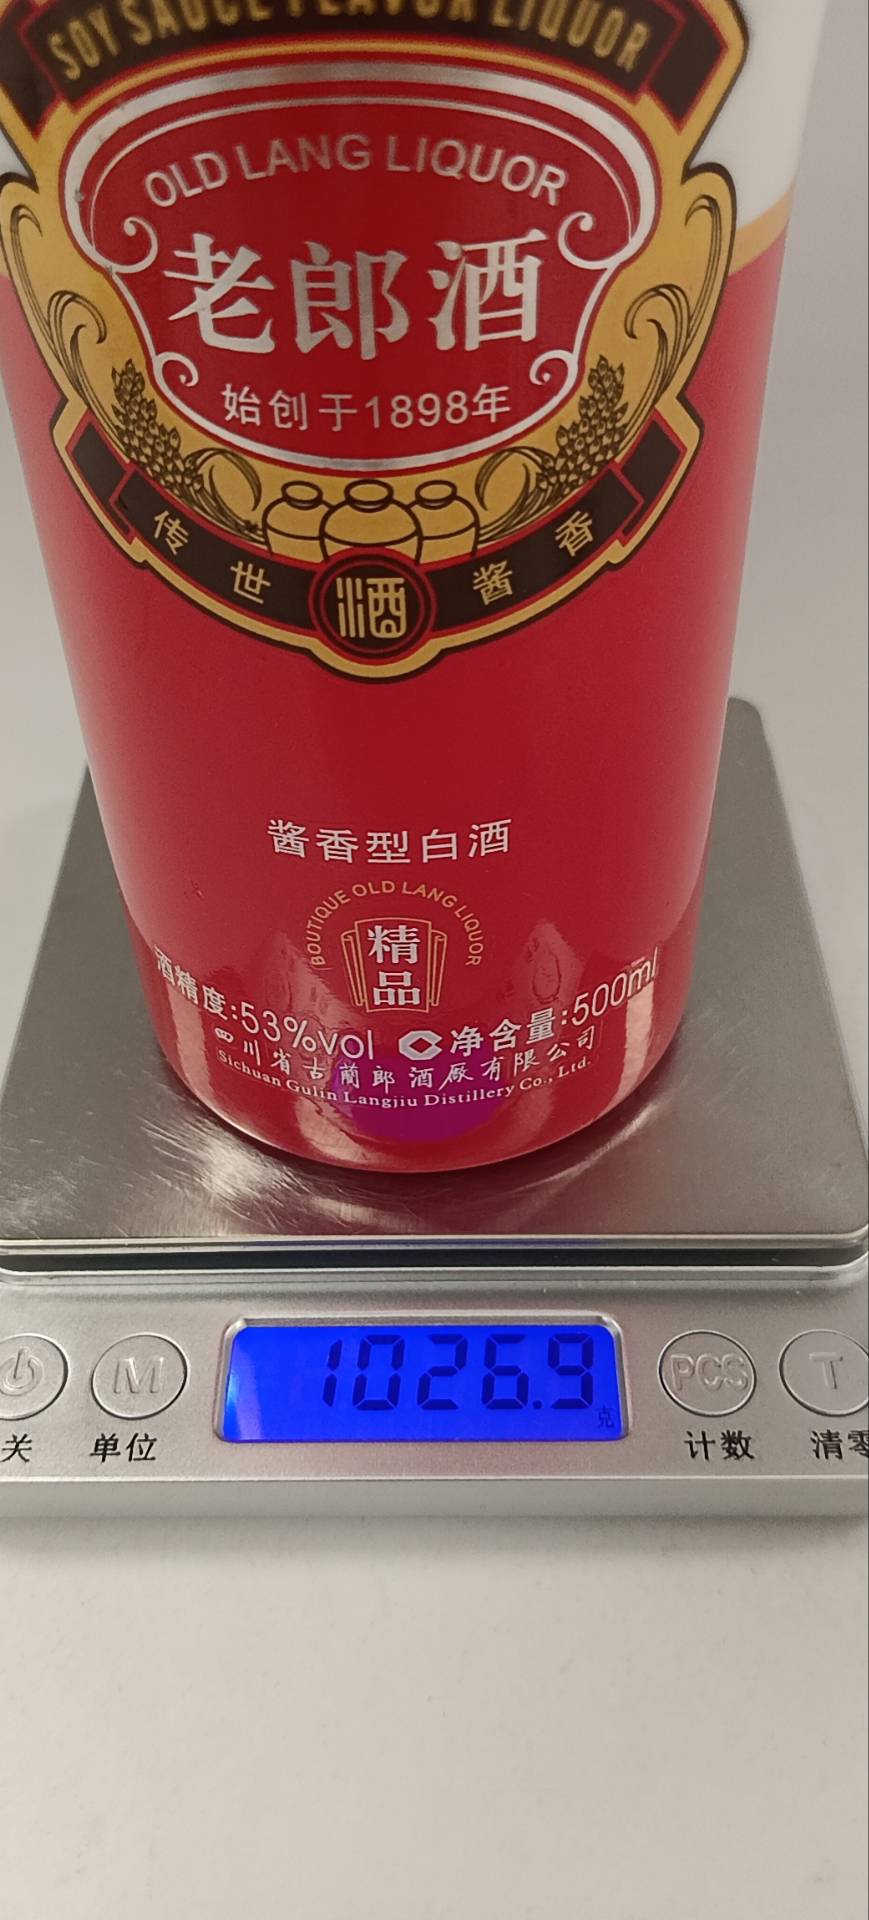 SOY SAUCE FLAVOR LIQUOR
OLD LANG LIQUOR
老郎酒
始创于1898年
传世酱香
酒
酱香型白酒
BOUTIQUE OLD LANG LIQUOR
精品
酒精度:53%vol 净含量:500ml
四川省古蔺郎酒厂有限公司
Sichuan Gulin Langjiu Distillery Co., Ltd.
1026.9
克
M PCS T
关 单位 计数 清零